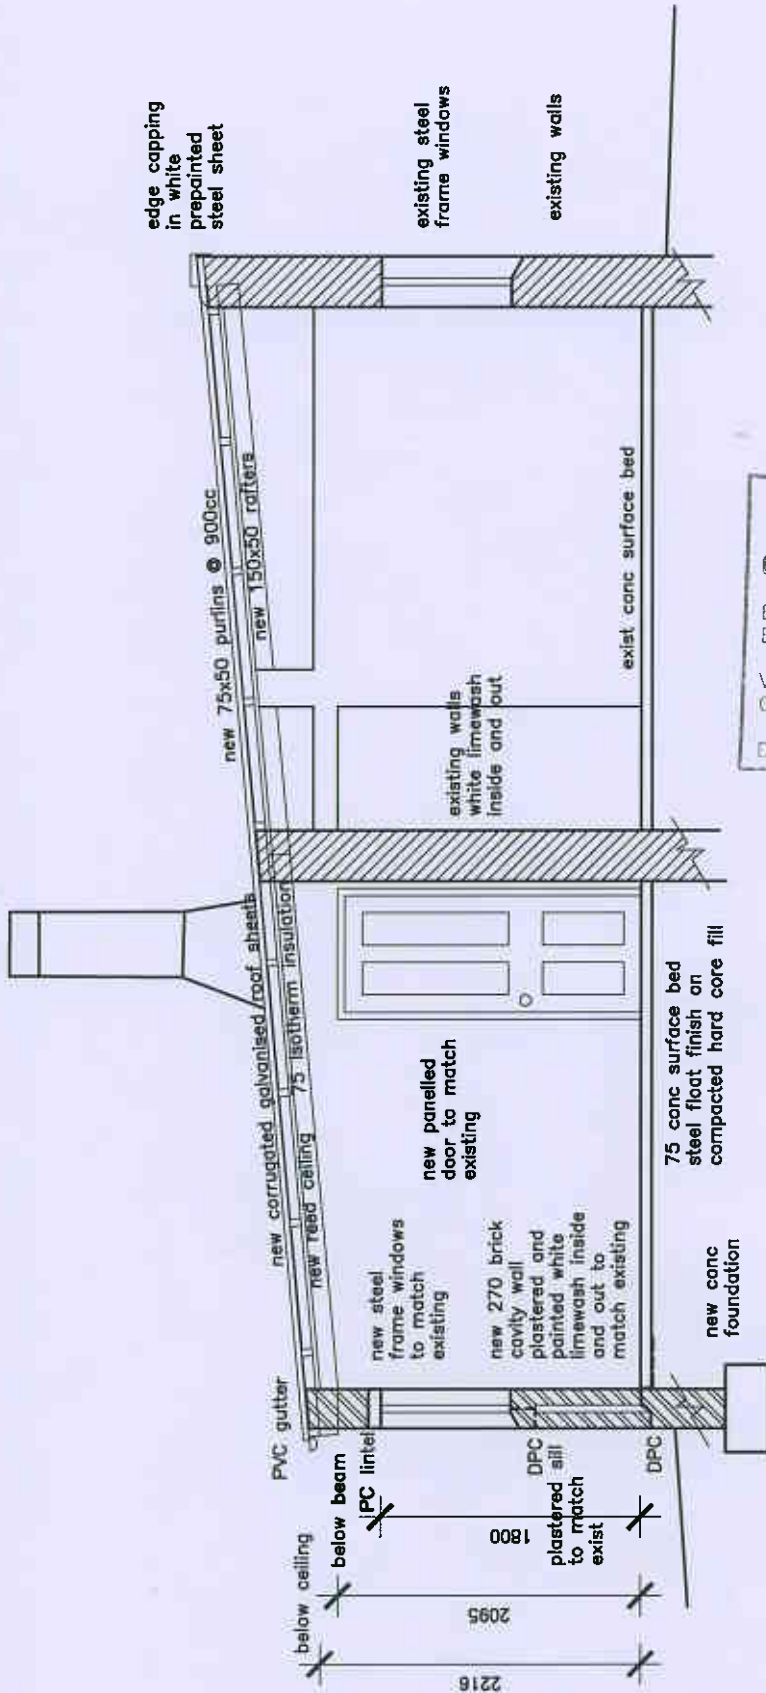 edge capping
in white
prepainted
steel sheet
existing steel
frame windows
existing walls
new 75x50 purlins @ 900cc
new 150x50 rafters
new corrugated galvanised roof sheets
75 isotherm insulation
new reed ceiling
existing walls
white limewash
inside and out
exist conc surface bed
new panelled
door to match
existing
75 conc surface bed
steel float finish on
compacted hard core fill
new steel
frame windows
to match
existing
new 270 brick
cavity wall
plastered and
painted white
limewash inside
and out to
match existing
new conc
foundation
PVC gutter
below beam
PC lintel
DPC
plastered sill
to match
exist
DPC
below ceiling
1800
2095
2216